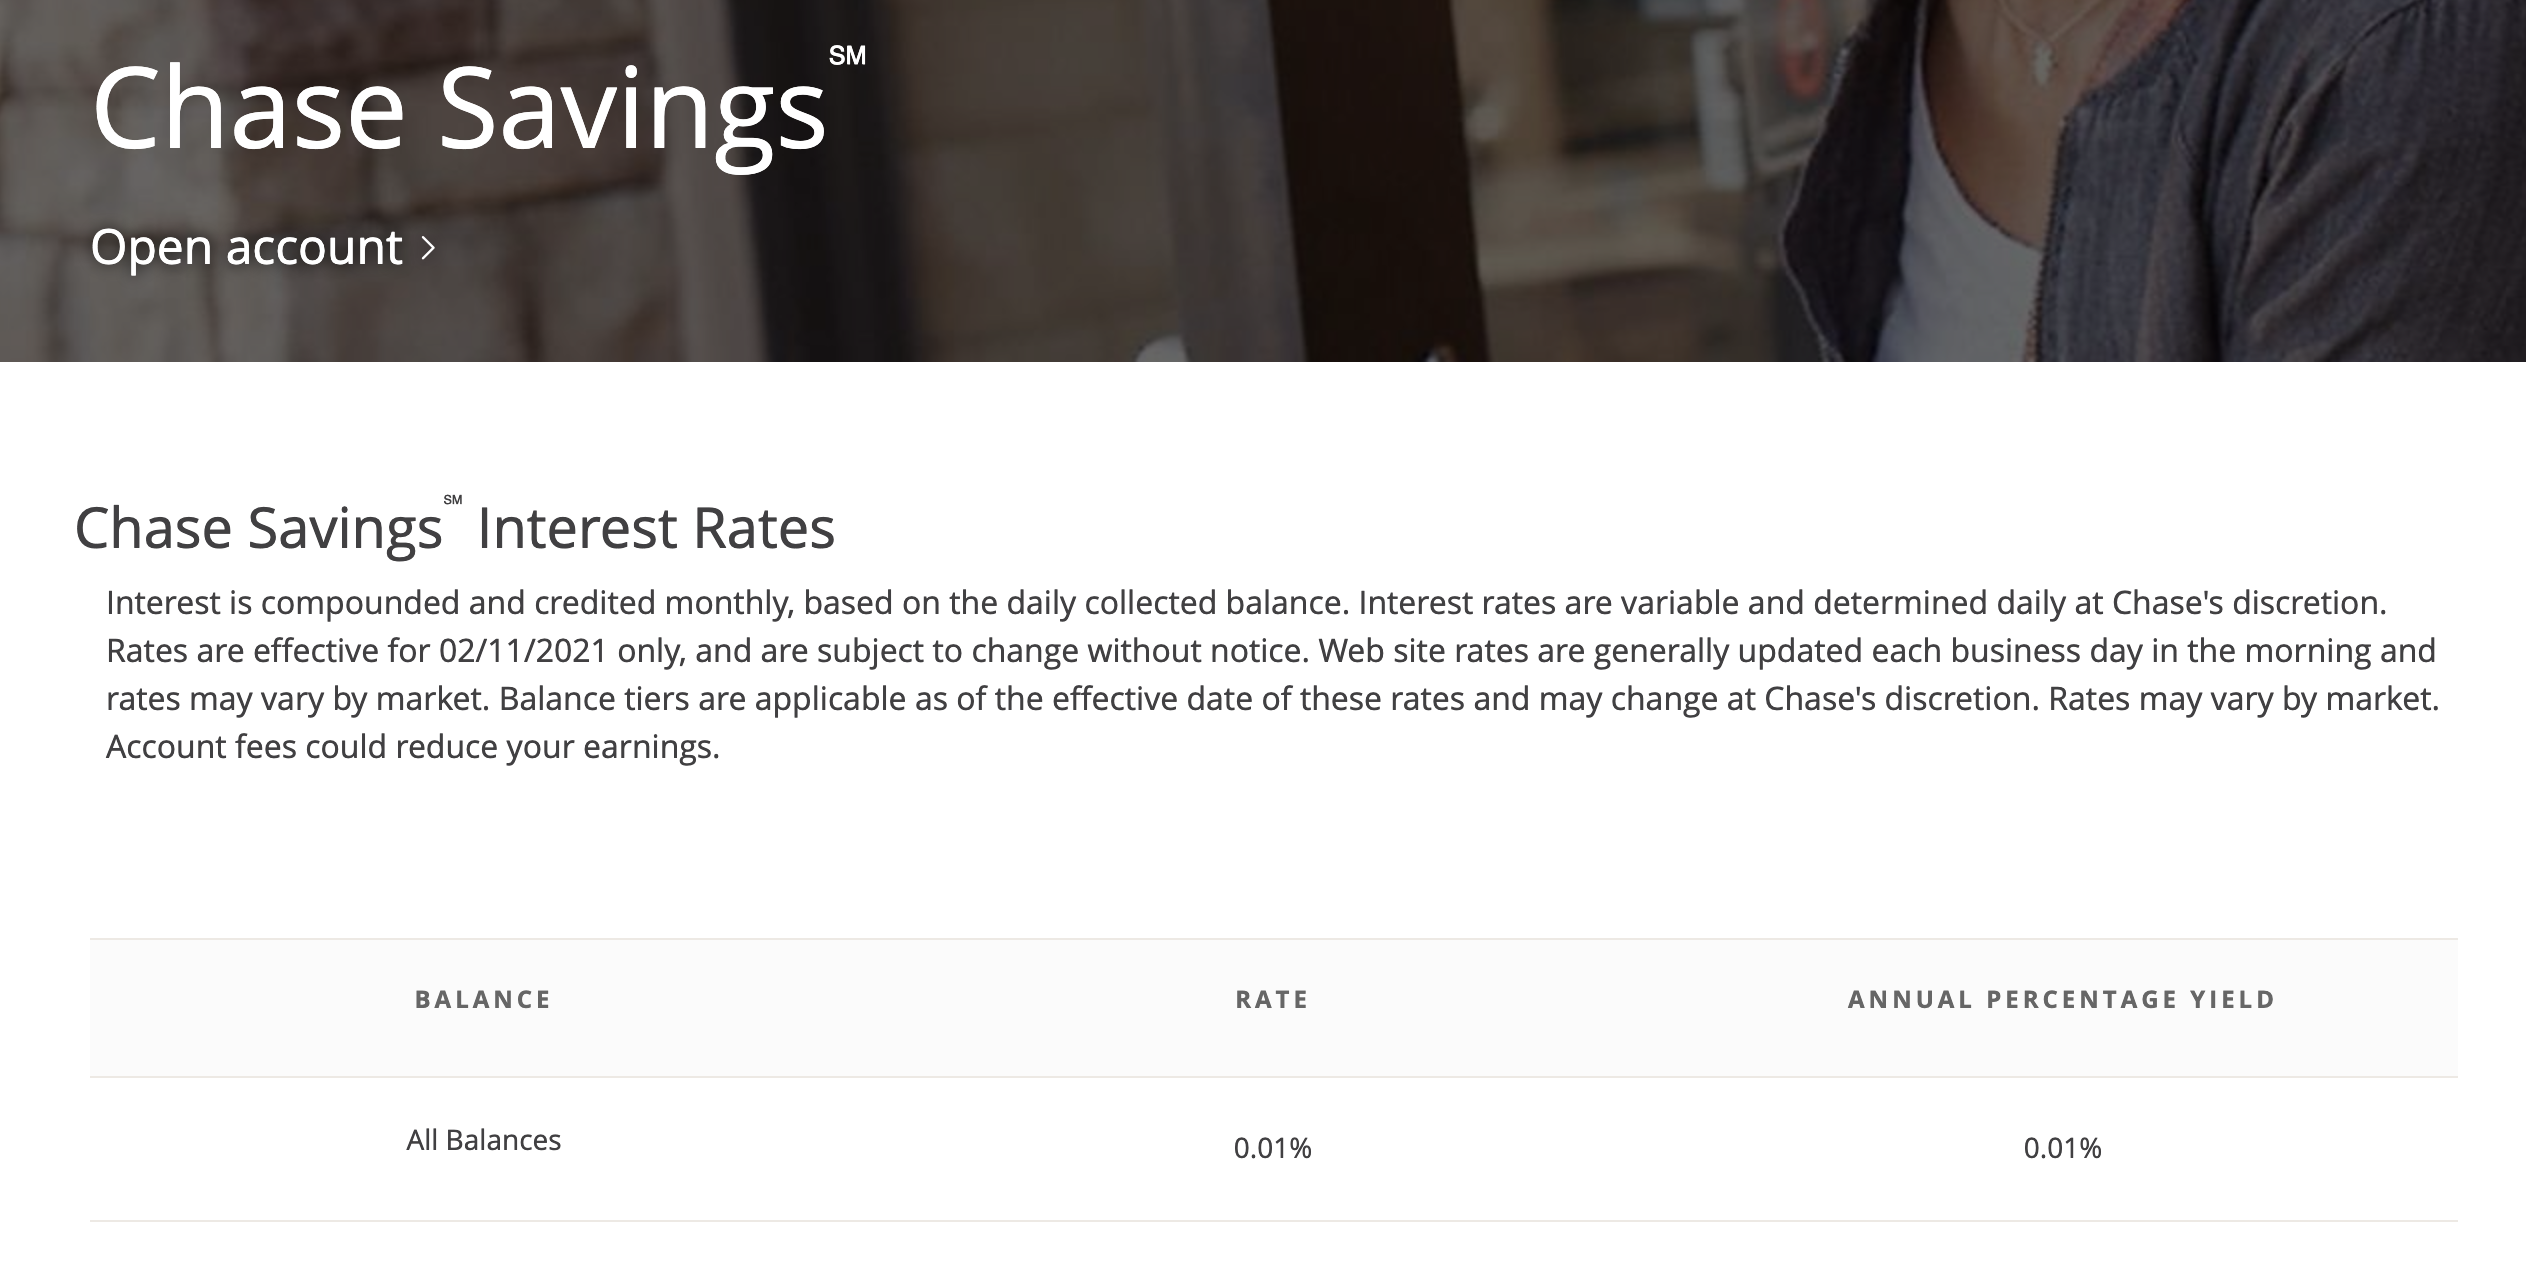 Chase Savings℠
Open account >
Chase Savings℠ Interest Rates
Interest is compounded and credited monthly, based on the daily collected balance. Interest rates are variable and determined daily at Chase's discretion.
Rates are effective for 02/11/2021 only, and are subject to change without notice. Web site rates are generally updated each business day in the morning and
rates may vary by market. Balance tiers are applicable as of the effective date of these rates and may change at Chase's discretion. Rates may vary by market.
Account fees could reduce your earnings.
BALANCE RATE ANNUAL PERCENTAGE YIELD
All Balances 0.01% 0.01%